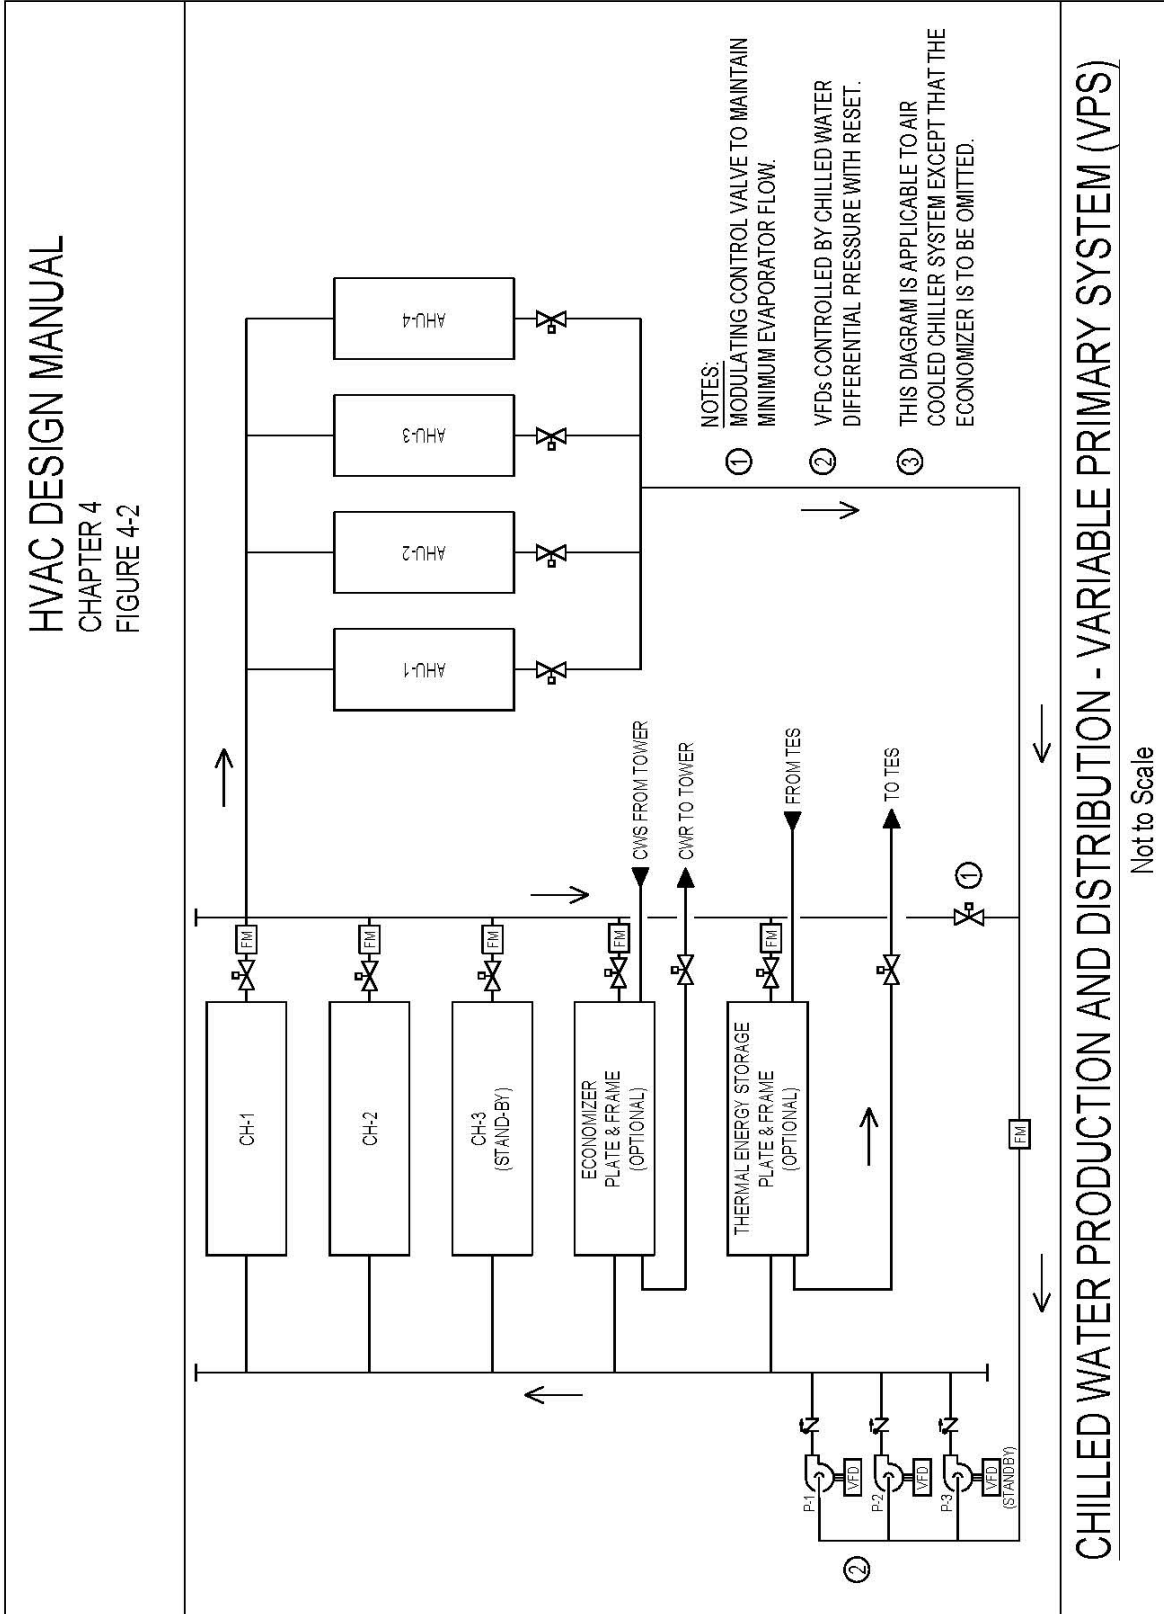 HVAC DESIGN MANUAL
CHAPTER 4
FIGURE 4-2
CH-1
FM
CH-2
FM
CH-3
(STAND-BY)
FM
ECONOMIZER
PLATE & FRAME
(OPTIONAL)
FM
CWS FROM TOWER
CWR TO TOWER
THERMAL ENERGY STORAGE
PLATE & FRAME
(OPTIONAL)
FM
FROM TES
TO TES
AHU-1
AHU-2
AHU-3
AHU-4
P-1
VFD
P-2
VFD
P-3
VFD
(STANDBY)
2
FM
1
NOTES:
1 MODULATING CONTROL VALVE TO MAINTAIN
MINIMUM EVAPORATOR FLOW.
2 VFDs CONTROLLED BY CHILLED WATER
DIFFERENTIAL PRESSURE WITH RESET.
3 THIS DIAGRAM IS APPLICABLE TO AIR
COOLED CHILLER SYSTEM EXCEPT THAT THE
ECONOMIZER IS TO BE OMITTED.
CHILLED WATER PRODUCTION AND DISTRIBUTION - VARIABLE PRIMARY SYSTEM (VPS)
Not to Scale